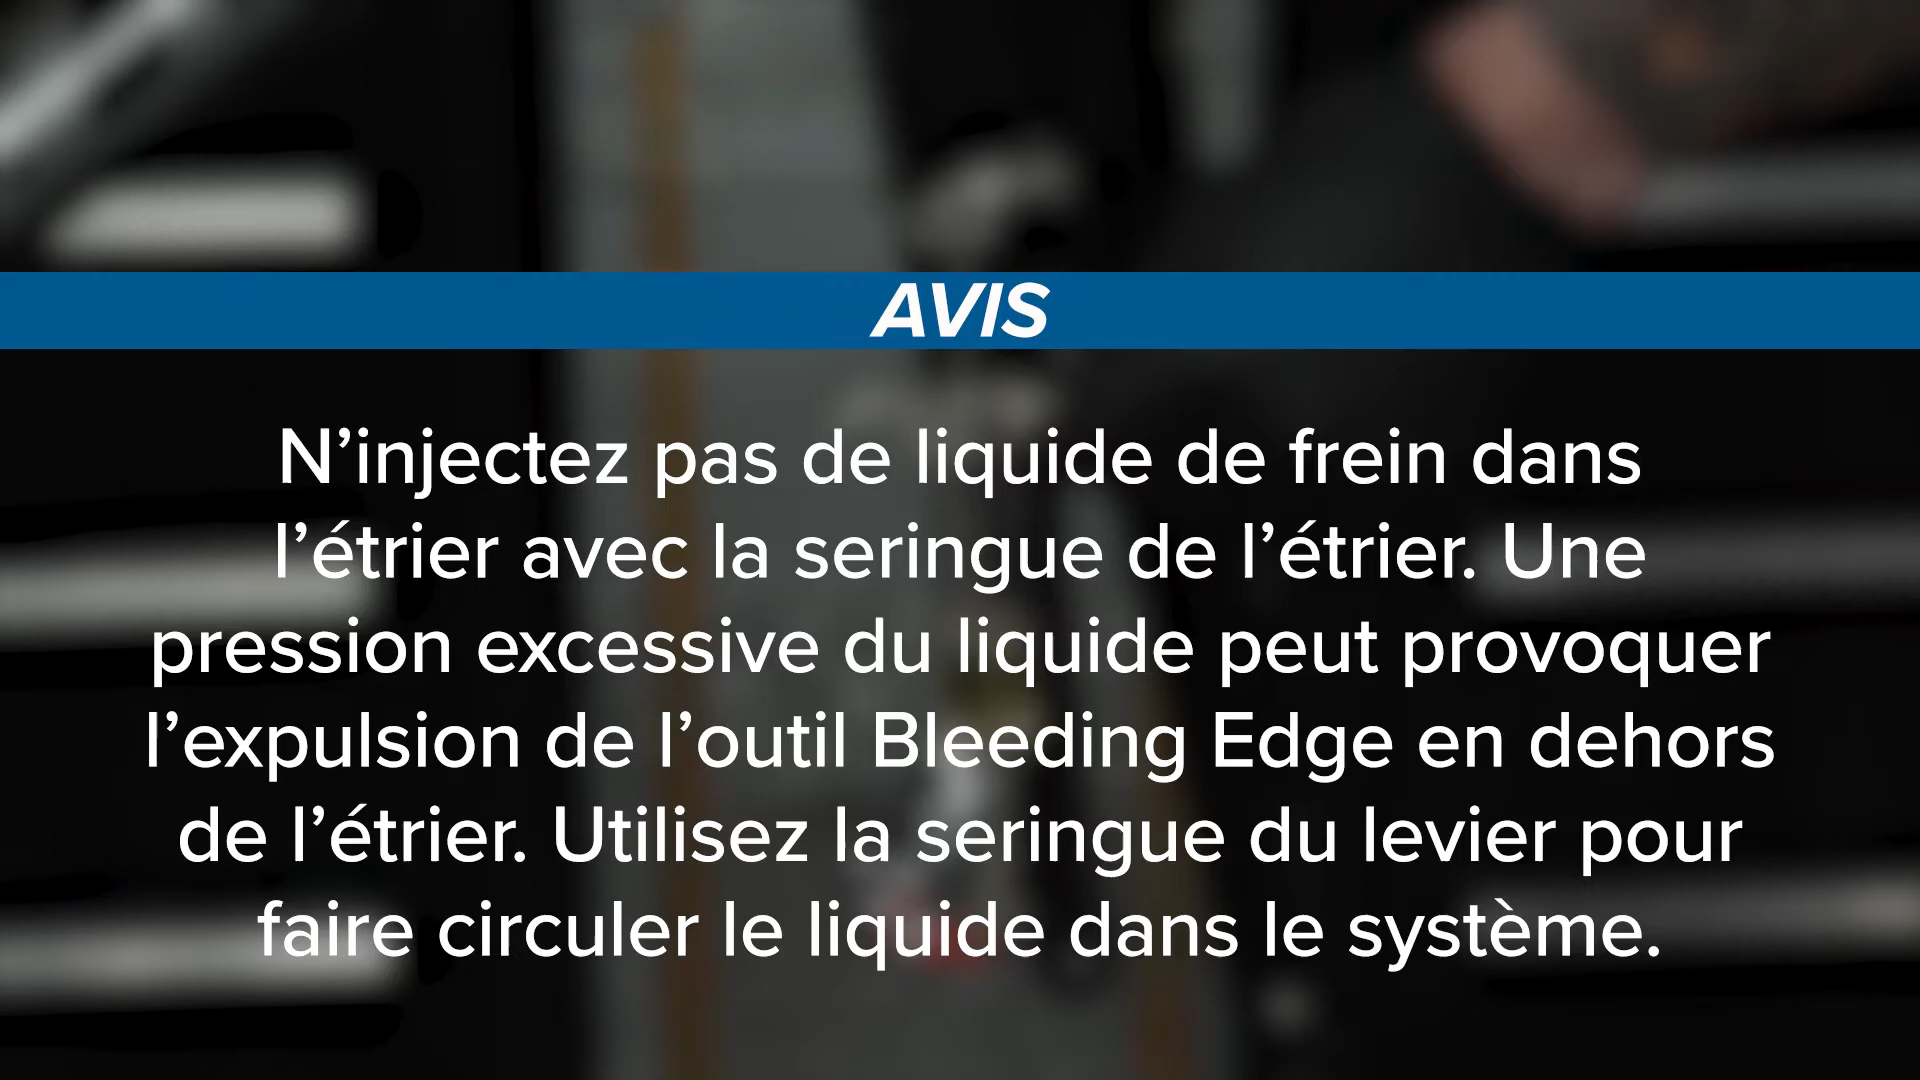 AVIS
N’injectez pas de liquide de frein dans
l’étrier avec la seringue de l’étrier. Une
pression excessive du liquide peut provoquer
l’expulsion de l’outil Bleeding Edge en dehors
de l’étrier. Utilisez la seringue du levier pour
faire circuler le liquide dans le système.